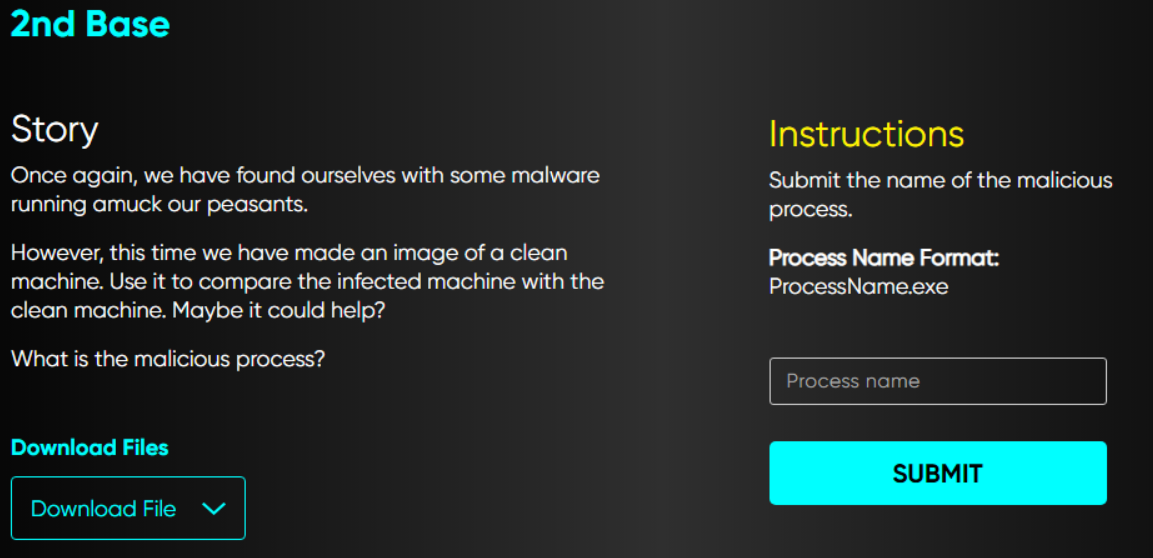 2nd Base
Story
Once again, we have found ourselves with some malware
running amuck our peasants.
However, this time we have made an image of a clean
machine. Use it to compare the infected machine with the
clean machine. Maybe it could help?
What is the malicious process?
Download Files
Download File
Instructions
Submit the name of the malicious
process.
Process Name Format:
ProcessName.exe
Process name
SUBMIT